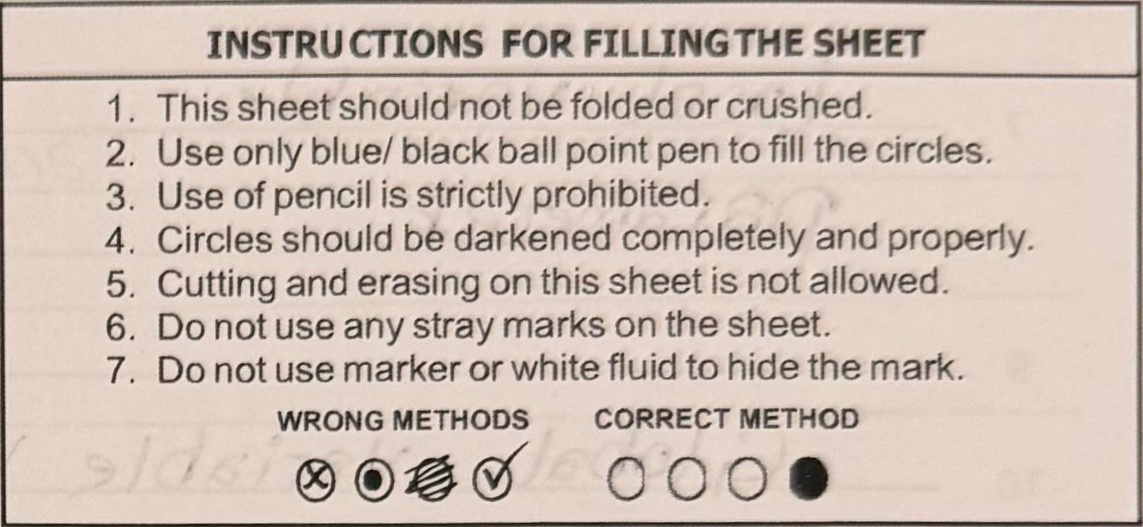 INSTRUCTIONS FOR FILLING THE SHEET
1. This sheet should not be folded or crushed.
2. Use only blue/ black ball point pen to fill the circles.
3. Use of pencil is strictly prohibited.
4. Circles should be darkened completely and properly.
5. Cutting and erasing on this sheet is not allowed.
6. Do not use any stray marks on the sheet.
7. Do not use marker or white fluid to hide the mark.
WRONG METHODS CORRECT METHOD